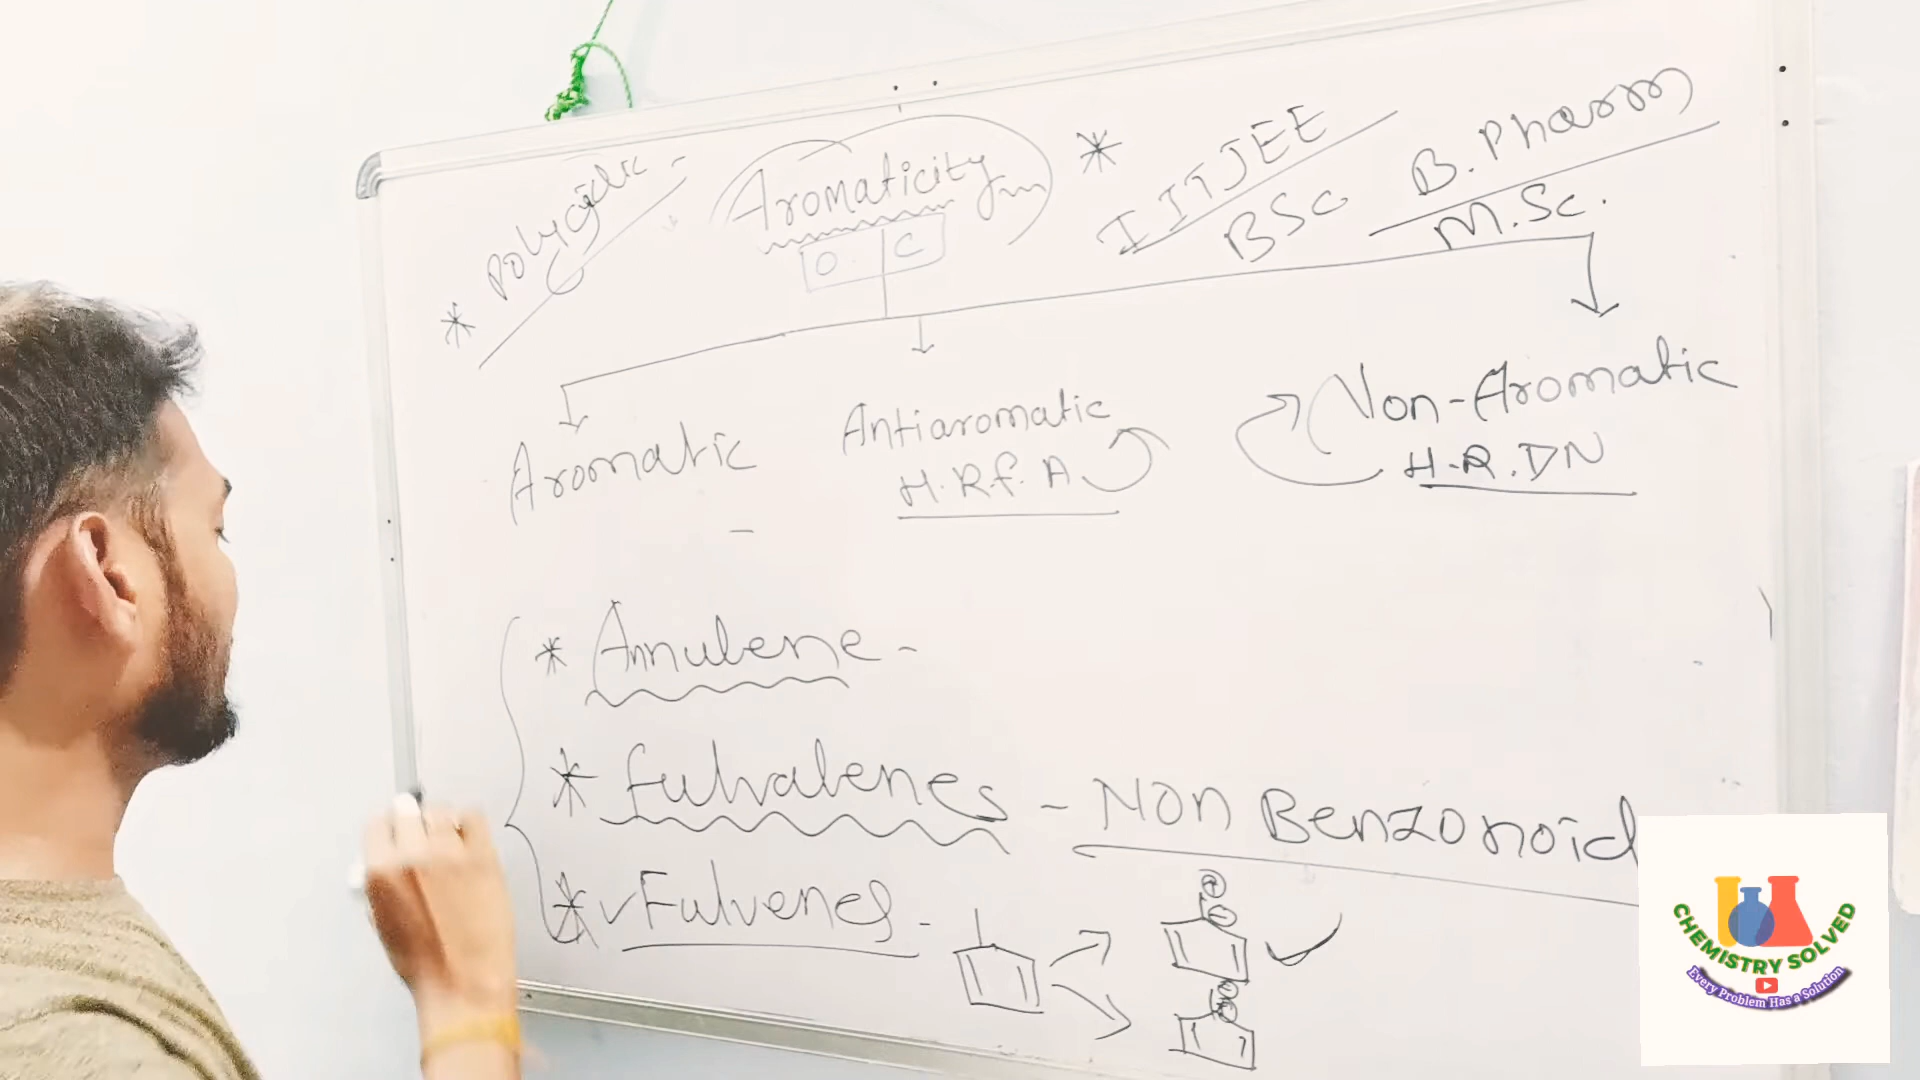 * Polycyclic -
Aromaticity *
O. C
IITJEE
B. Pharm
BSc
M.Sc.
Aromatic
Antiaromatic
H.R.f.A
Non-Aromatic
H.R.DN
* Annulene -
* fulvalenes - Non Benzonoid
* Fulvenes -
CHEMISTRY SOLVED
Every Problem Has a Solution